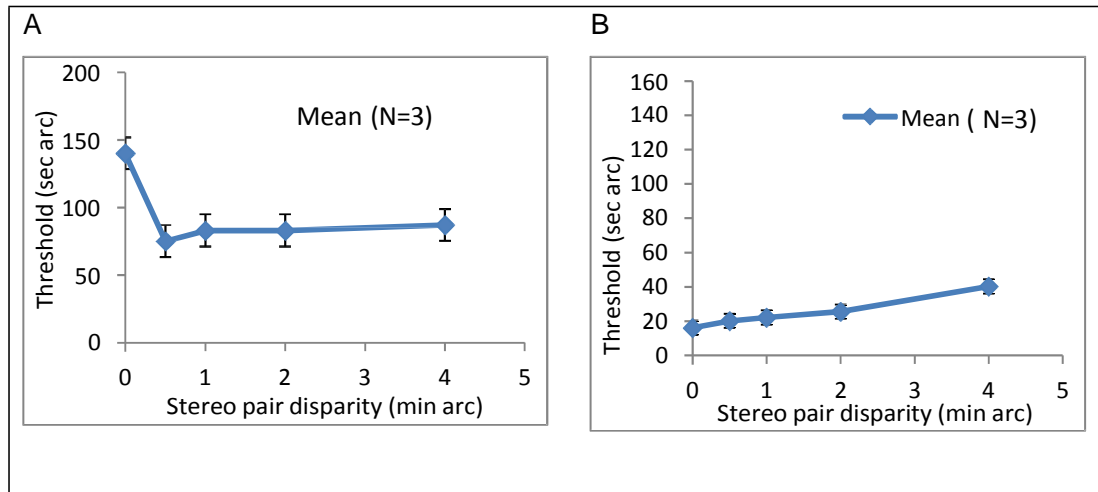 A
200
150
100
50
0
Threshold (sec arc)
Mean (N=3)
0 1 2 3 4 5
Stereo pair disparity (min arc)
B
160
140
120
100
80
60
40
20
0
Threshold (sec arc)
Mean ( N=3)
0 1 2 3 4 5
Stereo pair disparity (min arc)